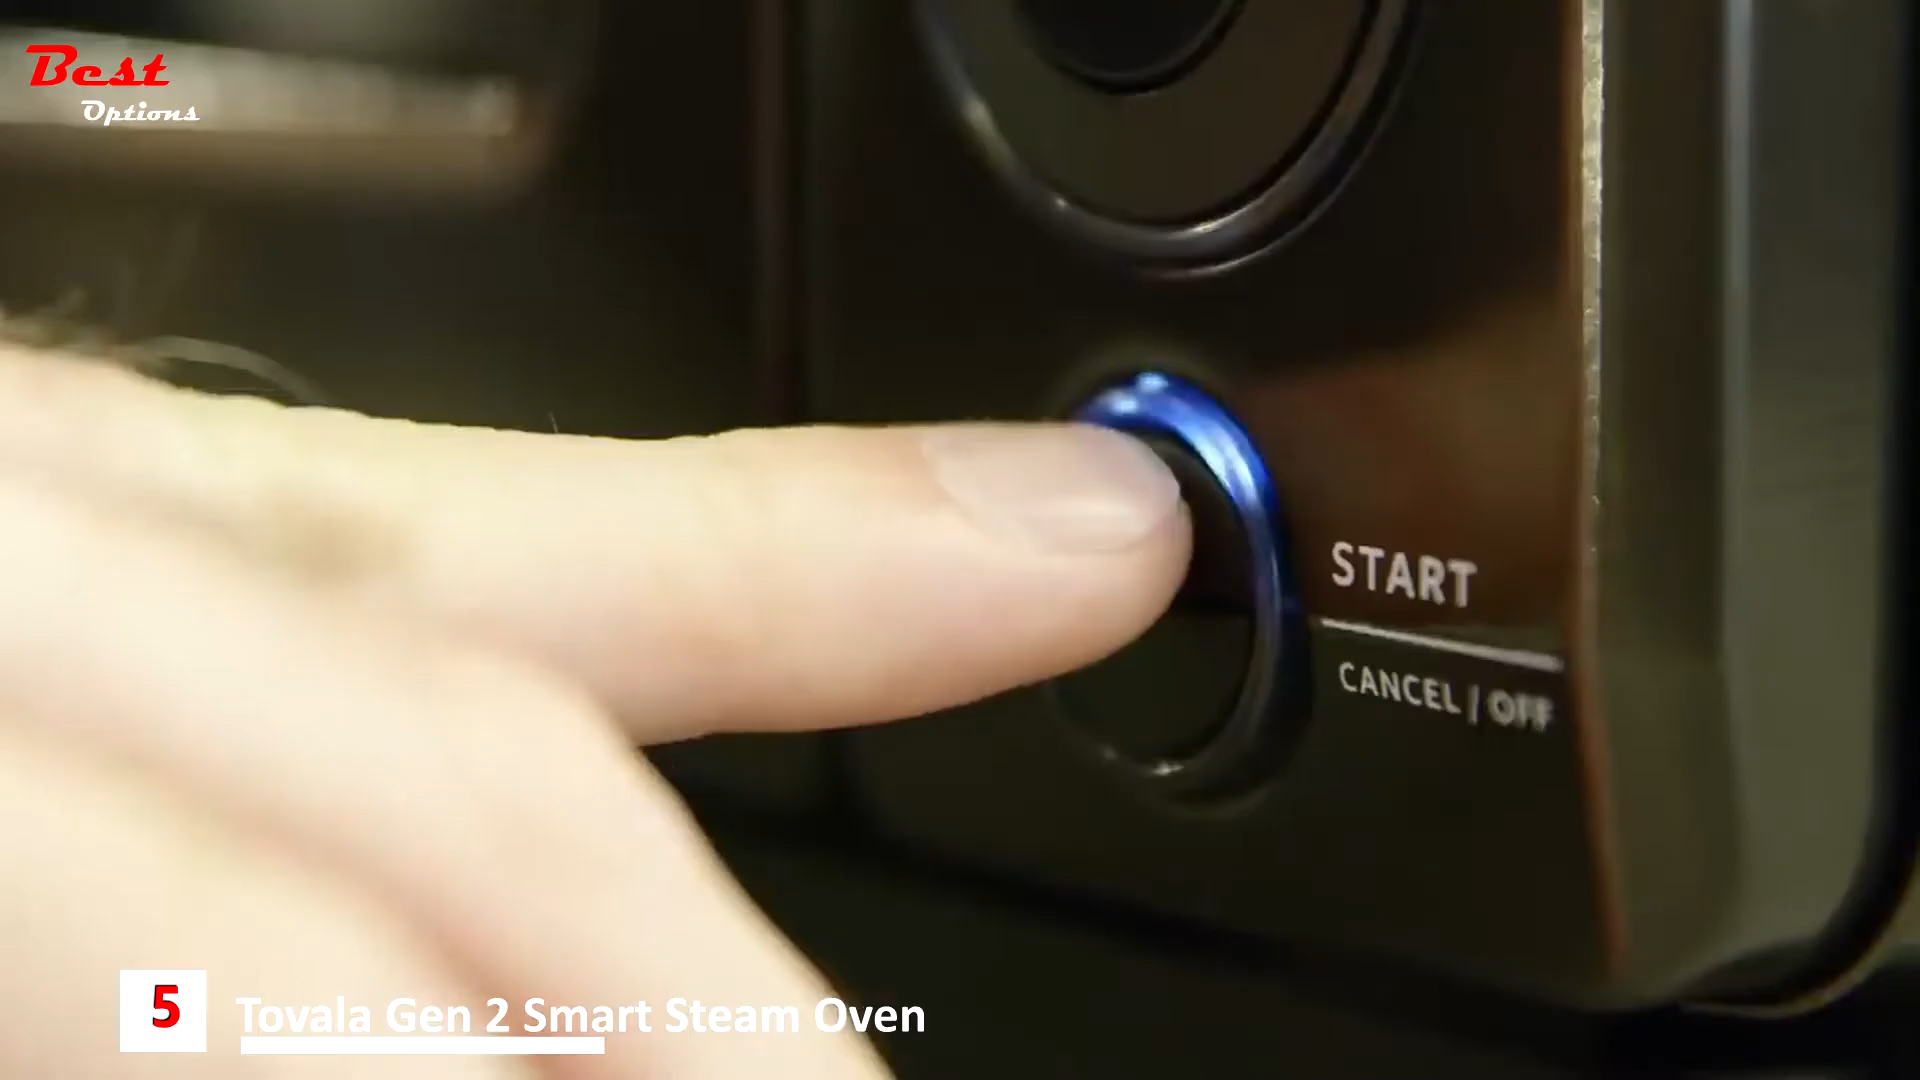 Best
Options
START
CANCEL / OFF
5
Tovala Gen 2 Smart Steam Oven